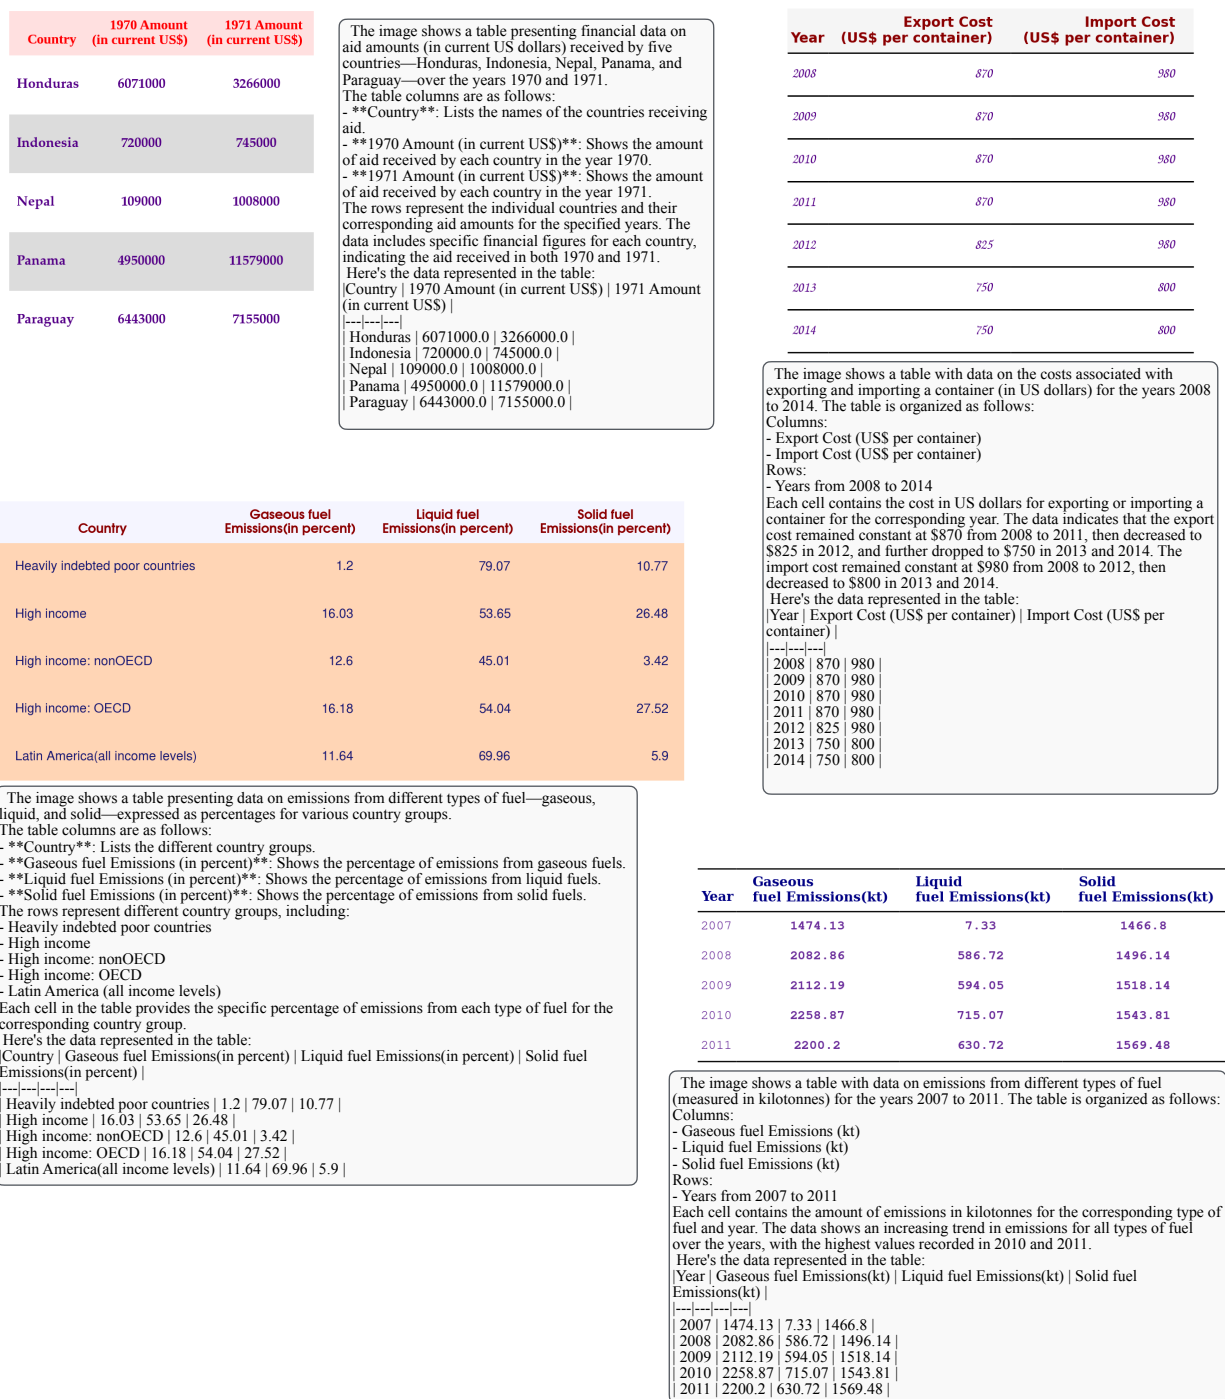 Country 1970 Amount (in current US$) 1971 Amount (in current US$)
Honduras 6071000 3266000
Indonesia 720000 745000
Nepal 109000 1008000
Panama 4950000 11579000
Paraguay 6443000 7155000
The image shows a table presenting financial data on
aid amounts (in current US dollars) received by five
countries—Honduras, Indonesia, Nepal, Panama, and
Paraguay—over the years 1970 and 1971.
The table columns are as follows:
- **Country**: Lists the names of the countries receiving
aid.
- **1970 Amount (in current US$)**: Shows the amount
of aid received by each country in the year 1970.
- **1971 Amount (in current US$)**: Shows the amount
of aid received by each country in the year 1971.
The rows represent the individual countries and their
corresponding aid amounts for the specified years. The
data includes specific financial figures for each country,
indicating the aid received in both 1970 and 1971.
Here's the data represented in the table:
|Country | 1970 Amount (in current US$) | 1971 Amount
(in current US$) |
|---|---|---|
| Honduras | 6071000.0 | 3266000.0 |
| Indonesia | 720000.0 | 745000.0 |
| Nepal | 109000.0 | 1008000.0 |
| Panama | 4950000.0 | 11579000.0 |
| Paraguay | 6443000.0 | 7155000.0 |
Year Export Cost (US$ per container) Import Cost (US$ per container)
2008 870 980
2009 870 980
2010 870 980
2011 870 980
2012 825 980
2013 750 800
2014 750 800
The image shows a table with data on the costs associated with
exporting and importing a container (in US dollars) for the years 2008
to 2014. The table is organized as follows:
Columns:
- Export Cost (US$ per container)
- Import Cost (US$ per container)
Rows:
- Years from 2008 to 2014
Each cell contains the cost in US dollars for exporting or importing a
container for the corresponding year. The data indicates that the export
cost remained constant at $870 from 2008 to 2011, then decreased to
$825 in 2012, and further dropped to $750 in 2013 and 2014. The
import cost remained constant at $980 from 2008 to 2012, then
decreased to $800 in 2013 and 2014.
Here's the data represented in the table:
|Year | Export Cost (US$ per container) | Import Cost (US$ per
container) |
|---|---|---|
| 2008 | 870 | 980 |
| 2009 | 870 | 980 |
| 2010 | 870 | 980 |
| 2011 | 870 | 980 |
| 2012 | 825 | 980 |
| 2013 | 750 | 800 |
| 2014 | 750 | 800 |
Country Gaseous fuel Emissions(in percent) Liquid fuel Emissions(in percent) Solid fuel Emissions(in percent)
Heavily indebted poor countries 1.2 79.07 10.77
High income 16.03 53.65 26.48
High income: nonOECD 12.6 45.01 3.42
High income: OECD 16.18 54.04 27.52
Latin America(all income levels) 11.64 69.96 5.9
The image shows a table presenting data on emissions from different types of fuel—gaseous,
liquid, and solid—expressed as percentages for various country groups.
The table columns are as follows:
- **Country**: Lists the different country groups.
- **Gaseous fuel Emissions (in percent)**: Shows the percentage of emissions from gaseous fuels.
- **Liquid fuel Emissions (in percent)**: Shows the percentage of emissions from liquid fuels.
- **Solid fuel Emissions (in percent)**: Shows the percentage of emissions from solid fuels.
The rows represent different country groups, including:
- Heavily indebted poor countries
- High income
- High income: nonOECD
- High income: OECD
- Latin America (all income levels)
Each cell in the table provides the specific percentage of emissions from each type of fuel for the
corresponding country group.
Here's the data represented in the table:
|Country | Gaseous fuel Emissions(in percent) | Liquid fuel Emissions(in percent) | Solid fuel
Emissions(in percent) |
|---|---|---|---|
| Heavily indebted poor countries | 1.2 | 79.07 | 10.77 |
| High income | 16.03 | 53.65 | 26.48 |
| High income: nonOECD | 12.6 | 45.01 | 3.42 |
| High income: OECD | 16.18 | 54.04 | 27.52 |
| Latin America(all income levels) | 11.64 | 69.96 | 5.9 |
Year Gaseous fuel Emissions(kt) Liquid fuel Emissions(kt) Solid fuel Emissions(kt)
2007 1474.13 7.33 1466.8
2008 2082.86 586.72 1496.14
2009 2112.19 594.05 1518.14
2010 2258.87 715.07 1543.81
2011 2200.2 630.72 1569.48
The image shows a table with data on emissions from different types of fuel
(measured in kilotonnes) for the years 2007 to 2011. The table is organized as follows:
Columns:
- Gaseous fuel Emissions (kt)
- Liquid fuel Emissions (kt)
- Solid fuel Emissions (kt)
Rows:
- Years from 2007 to 2011
Each cell contains the amount of emissions in kilotonnes for the corresponding type of
fuel and year. The data shows an increasing trend in emissions for all types of fuel
over the years, with the highest values recorded in 2010 and 2011.
Here's the data represented in the table:
|Year | Gaseous fuel Emissions(kt) | Liquid fuel Emissions(kt) | Solid fuel
Emissions(kt) |
|---|---|---|---|
| 2007 | 1474.13 | 7.33 | 1466.8 |
| 2008 | 2082.86 | 586.72 | 1496.14 |
| 2009 | 2112.19 | 594.05 | 1518.14 |
| 2010 | 2258.87 | 715.07 | 1543.81 |
| 2011 | 2200.2 | 630.72 | 1569.48 |